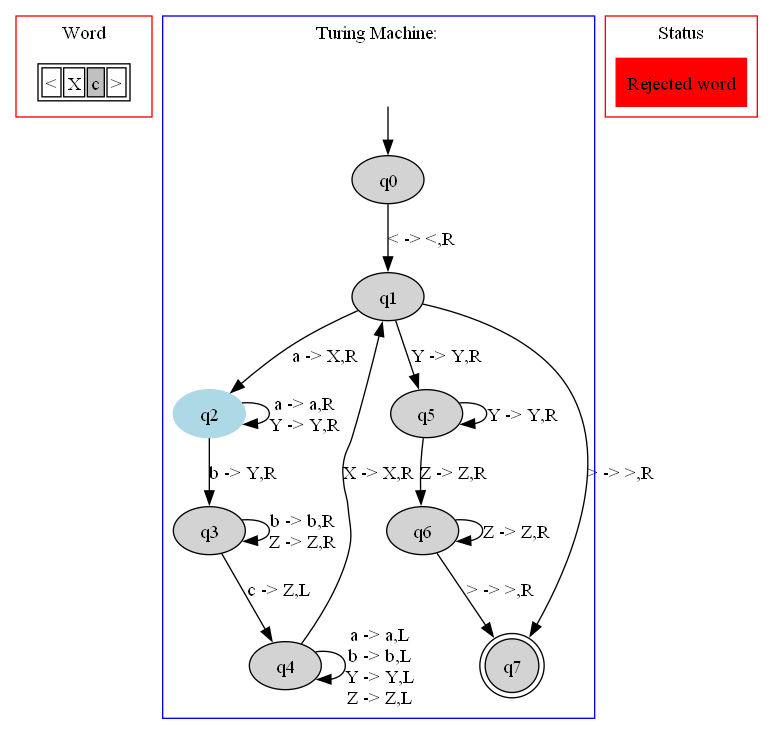 Word
< X c >
Turing Machine:
Status
Rejected word
q0
< -> <,R
q1
a -> X,R
Y -> Y,R
q2
a -> a,R
Y -> Y,R
q5
Y -> Y,R
b -> Y,R
X -> X,R
Z -> Z,R
> -> >,R
q3
b -> b,R
Z -> Z,R
q6
Z -> Z,R
c -> Z,L
> -> >,R
q4
a -> a,L
b -> b,L
Y -> Y,L
Z -> Z,L
q7